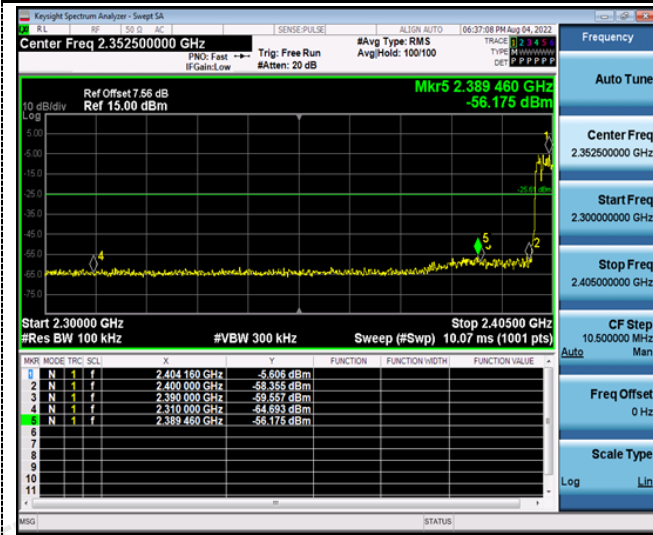 Keysight Spectrum Analyzer - Swept SA
RL RF 50 Ω AC SENSE:PULSE ALIGN AUTO 06:37:08 PM Aug 04, 2022
Center Freq 2.352500000 GHz
PNO: Fast
IFGain:Low
Trig: Free Run
#Atten: 20 dB
#Avg Type: RMS
Avg|Hold: 100/100
TRACE 1 2 3 4 5 6
TYPE M W W W W W
DET P P P P P P
Ref Offset 7.56 dB
Ref 15.00 dBm
10 dB/div
Log
Mkr5 2.389 460 GHz
-56.175 dBm
5.00
-5.00
-15.0
-25.0
-35.0
-45.0
-55.0
-65.0
-75.0
-25.61 dBm
1
2
4
5
Start 2.30000 GHz Stop 2.40500 GHz
#Res BW 100 kHz #VBW 300 kHz Sweep (#Swp) 10.07 ms (1001 pts)
MKR MODE TRC SCL X Y FUNCTION FUNCTION WIDTH FUNCTION VALUE
1 N 1 f 2.404 160 GHz -5.606 dBm
2 N 1 f 2.400 000 GHz -58.355 dBm
3 N 1 f 2.390 000 GHz -59.557 dBm
4 N 1 f 2.310 000 GHz -64.693 dBm
5 N 1 f 2.389 460 GHz -56.175 dBm
6
7
8
9
10
11
MSG STATUS
Frequency
Auto Tune
Center Freq
2.352500000 GHz
Start Freq
2.300000000 GHz
Stop Freq
2.405000000 GHz
CF Step
10.500000 MHz
Auto Man
Freq Offset
0 Hz
Scale Type
Log Lin